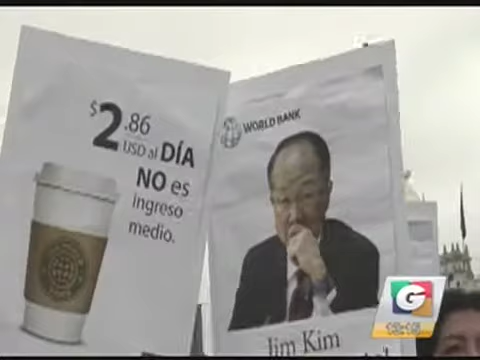 $2.86
USD al DÍA
NO es
ingreso
medio.
WORLD BANK
Jim Kim
G